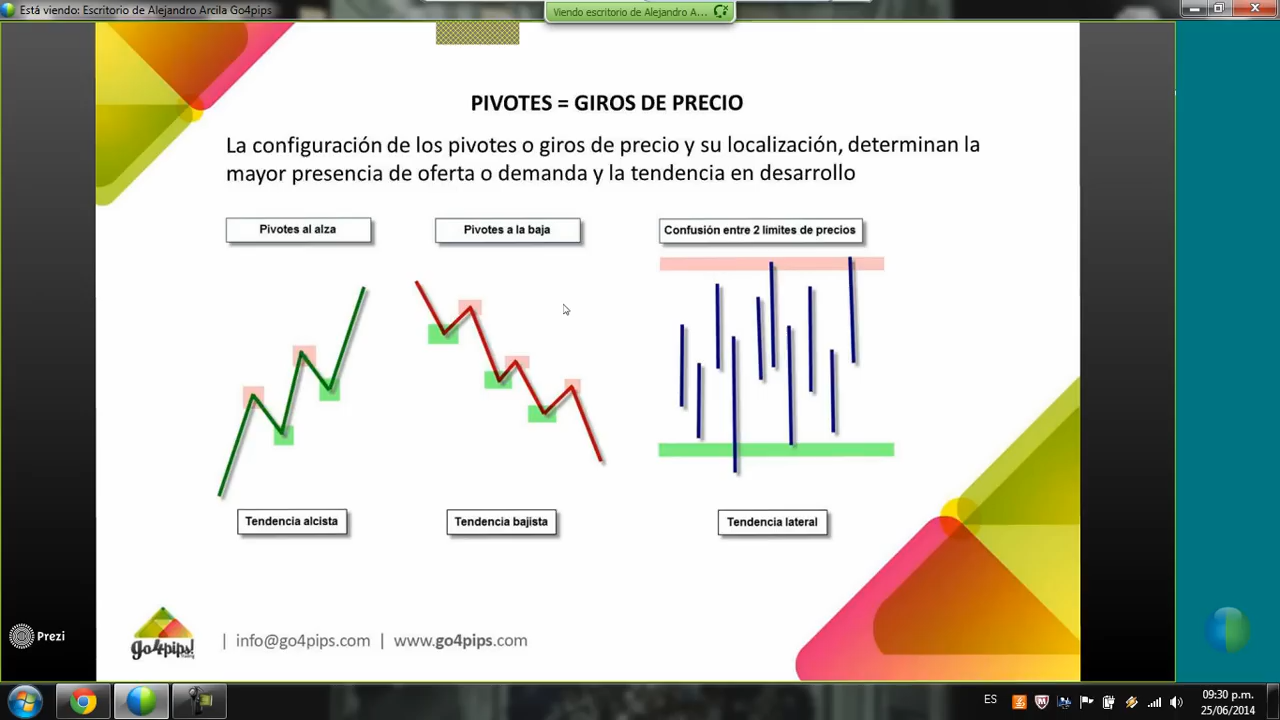 Está viendo: Escritorio de Alejandro Arcila Go4pips
Viendo escritorio de Alejandro A...
PIVOTES = GIROS DE PRECIO
La configuración de los pivotes o giros de precio y su localización, determinan la
mayor presencia de oferta o demanda y la tendencia en desarrollo
Pivotes al alza
Pivotes a la baja
Confusión entre 2 limites de precios
Tendencia alcista
Tendencia bajista
Tendencia lateral
Prezi
go4pips!
| info@go4pips.com | www.go4pips.com
ES
09:30 p.m.
25/06/2014